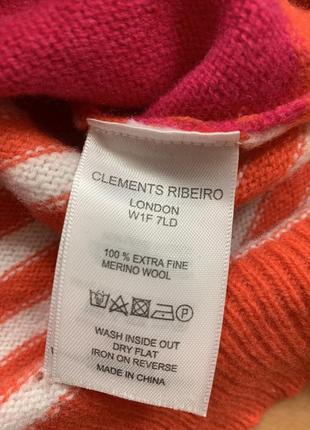 CLEMENTS RIBEIRO
LONDON
W1F 7LD
100 % EXTRA FINE
MERINO WOOL
P
WASH INSIDE OUT
DRY FLAT
IRON ON REVERSE
MADE IN CHINA